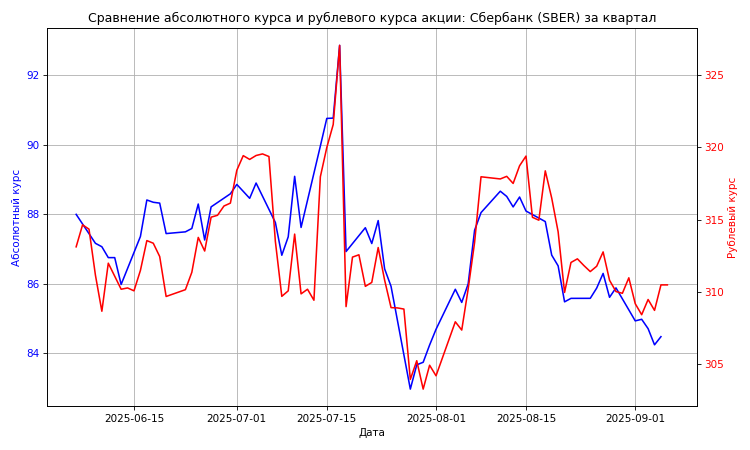 Сравнение абсолютного курса и рублевого курса акции: Сбербанк (SBER) за квартал
92
90
88
86
84
Абсолютный курс
325
320
315
310
305
Рублевый курс
2025-06-15 2025-07-01 2025-07-15 2025-08-01 2025-08-15 2025-09-01
Дата